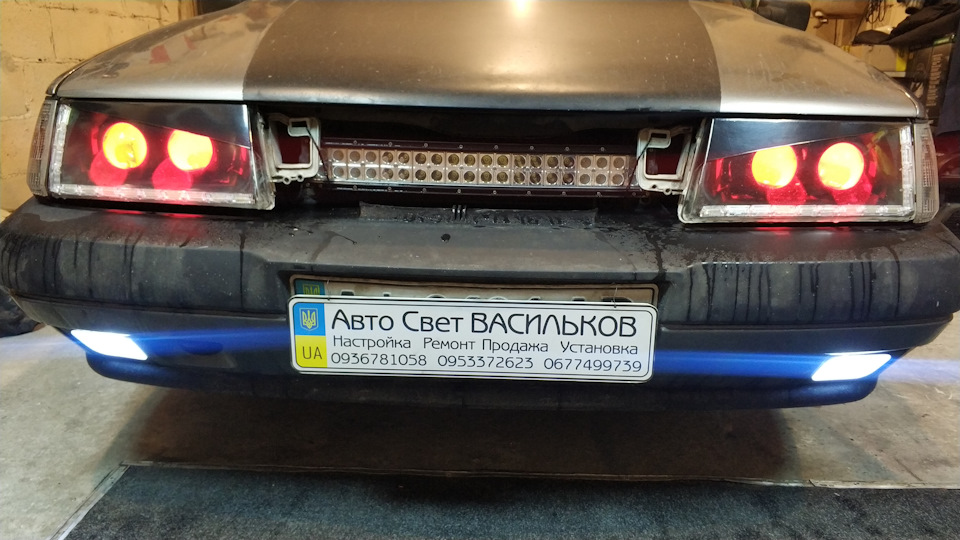 Авто Свет ВАСИЛЬКОВ
UA
Настройка Ремонт Продажа Установка
0936781058 0953372623 0677499739